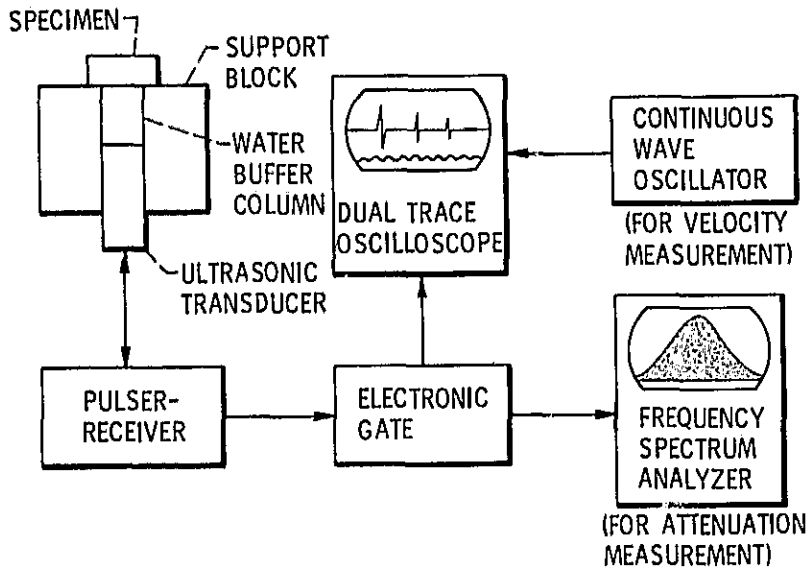 SPECIMEN
SUPPORT
BLOCK
WATER
BUFFER
COLUMN
ULTRASONIC
TRANSDUCER
DUAL TRACE
OSCILLOSCOPE
CONTINUOUS
WAVE
OSCILLATOR
(FOR VELOCITY
MEASUREMENT)
PULSER-
RECEIVER
ELECTRONIC
GATE
FREQUENCY
SPECTRUM
ANALYZER
(FOR ATTENUATION
MEASUREMENT)